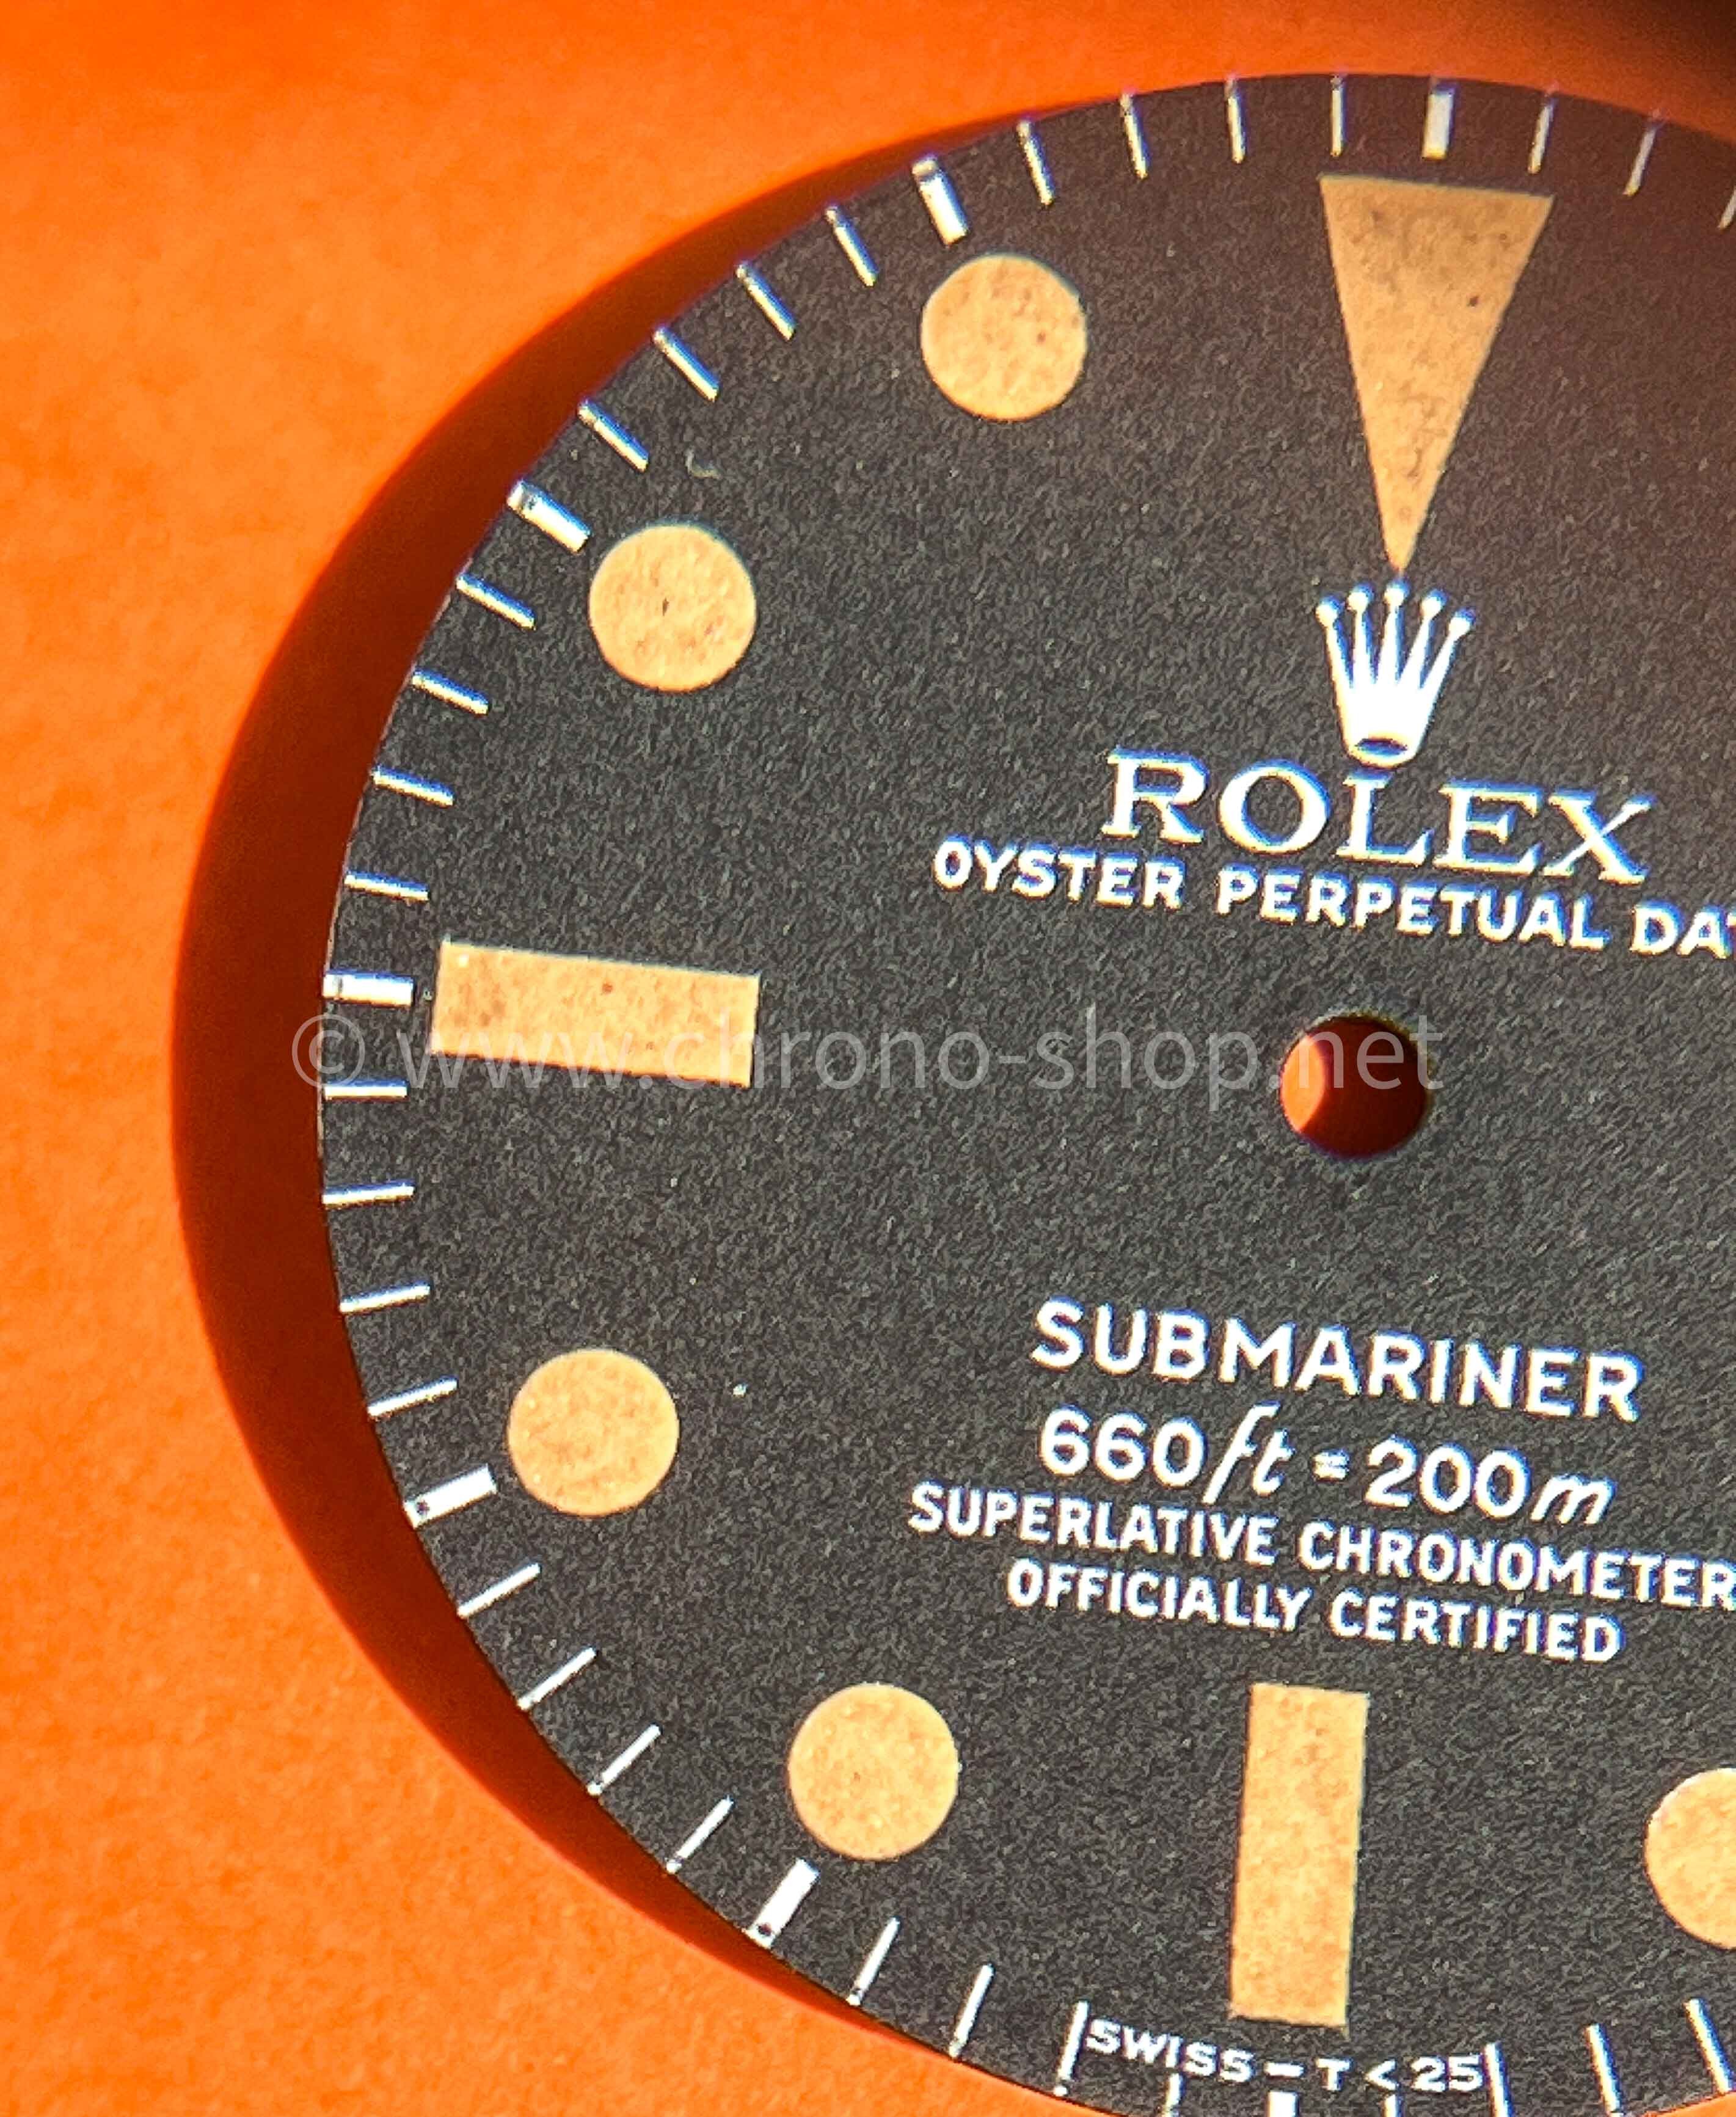 ROLEX
OYSTER PERPETUAL DA
© www.chrono-shop.net
SUBMARINER
660ft = 200m
SUPERLATIVE CHRONOMETER
OFFICIALLY CERTIFIED
SWISS - T < 25